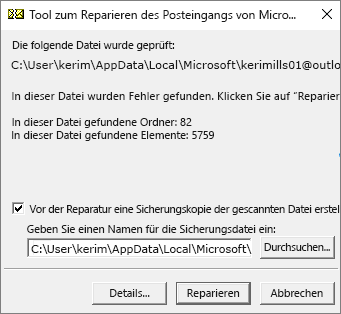 Tool zum Reparieren des Posteingangs von Micro...
Die folgende Datei wurde geprüft:
C:\User\kerim\AppData\Local\Microsoft\kerimills01@outlo
In dieser Datei wurden Fehler gefunden. Klicken Sie auf "Reparier
In dieser Datei gefundene Ordner: 82
In dieser Datei gefundene Elemente: 5759
Vor der Reparatur eine Sicherungskopie der gescannten Datei erstel
Geben Sie einen Namen für die Sicherungsdatei ein:
C:\User\kerim\AppData\Local\Microsoft\
Durchsuchen...
Details...
Reparieren
Abbrechen